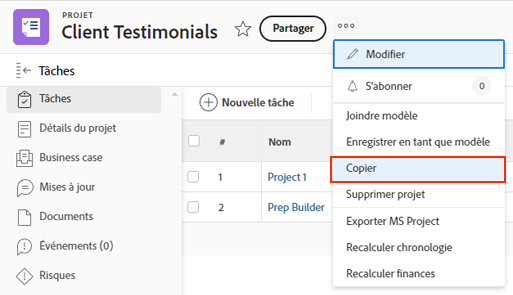 PROJET
Client Testimonials
Partager
Modifier
S'abonner 0
Joindre modèle
Enregistrer en tant que modèle
Copier
Supprimer projet
Exporter MS Project
Recalculer chronologie
Recalculer finances
Tâches
Tâches
Détails du projet
Business case
Mises à jour
Documents
Événements (0)
Risques
Nouvelle tâche
# Nom
1 Project 1
2 Prep Builder